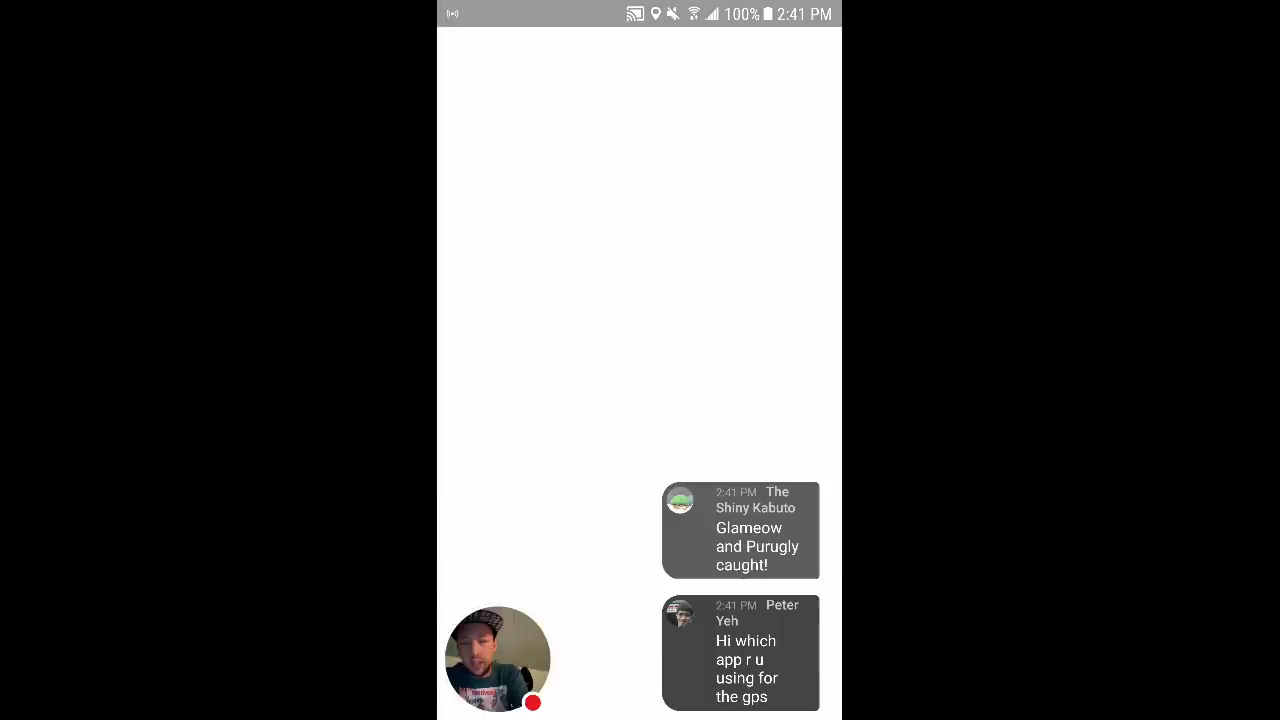 100% 2:41 PM
2:41 PM The
Shiny Kabuto
Glameow
and Purugly
caught!
2:41 PM Peter
Yeh
Hi which
app r u
using for
the gps